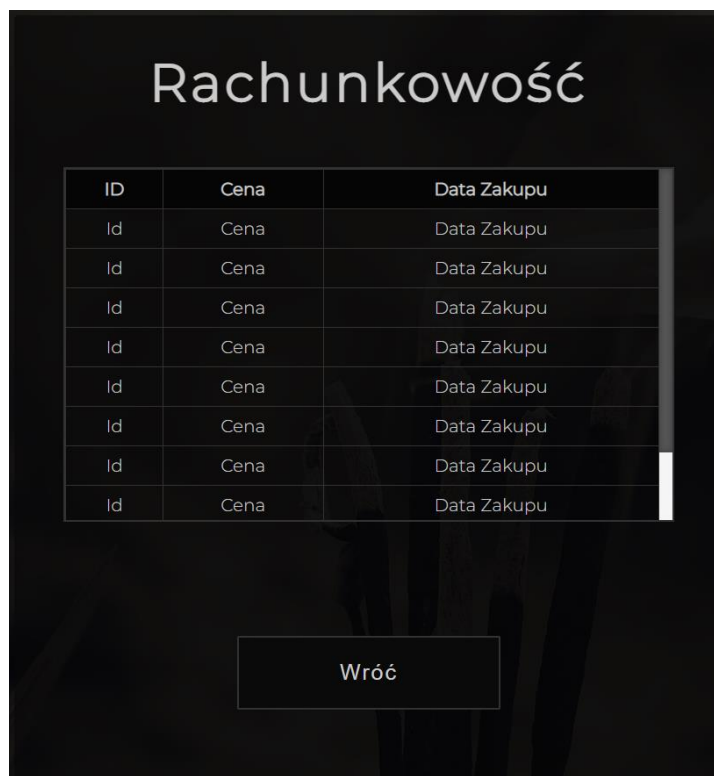 Rachunkowość
ID Cena Data Zakupu
Id Cena Data Zakupu
Id Cena Data Zakupu
Id Cena Data Zakupu
Id Cena Data Zakupu
Id Cena Data Zakupu
Id Cena Data Zakupu
Id Cena Data Zakupu
Id Cena Data Zakupu
Wróć